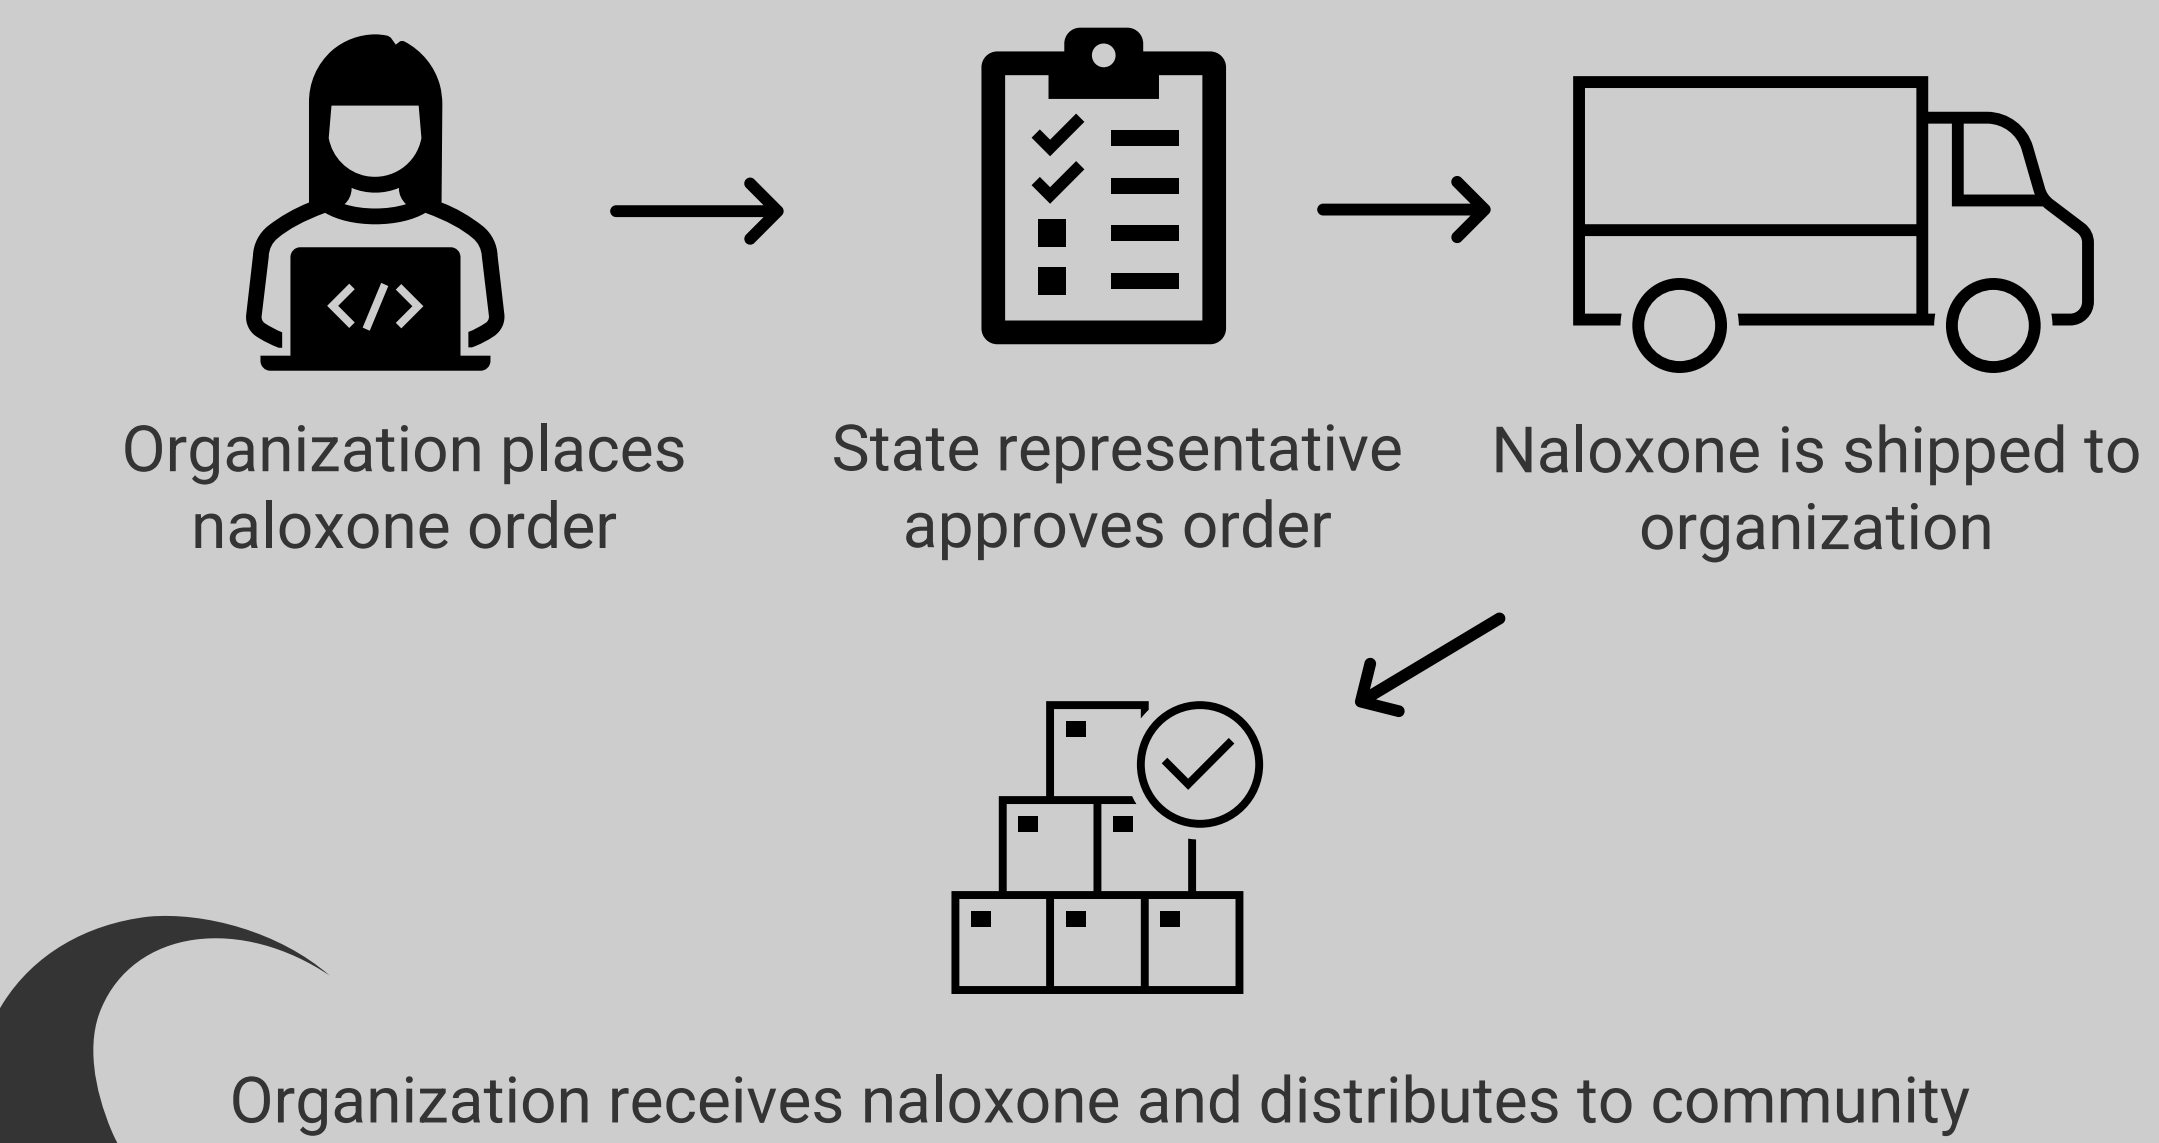 Organization places
naloxone order
State representative
approves order
Naloxone is shipped to
organization
</>
Organization receives naloxone and distributes to community